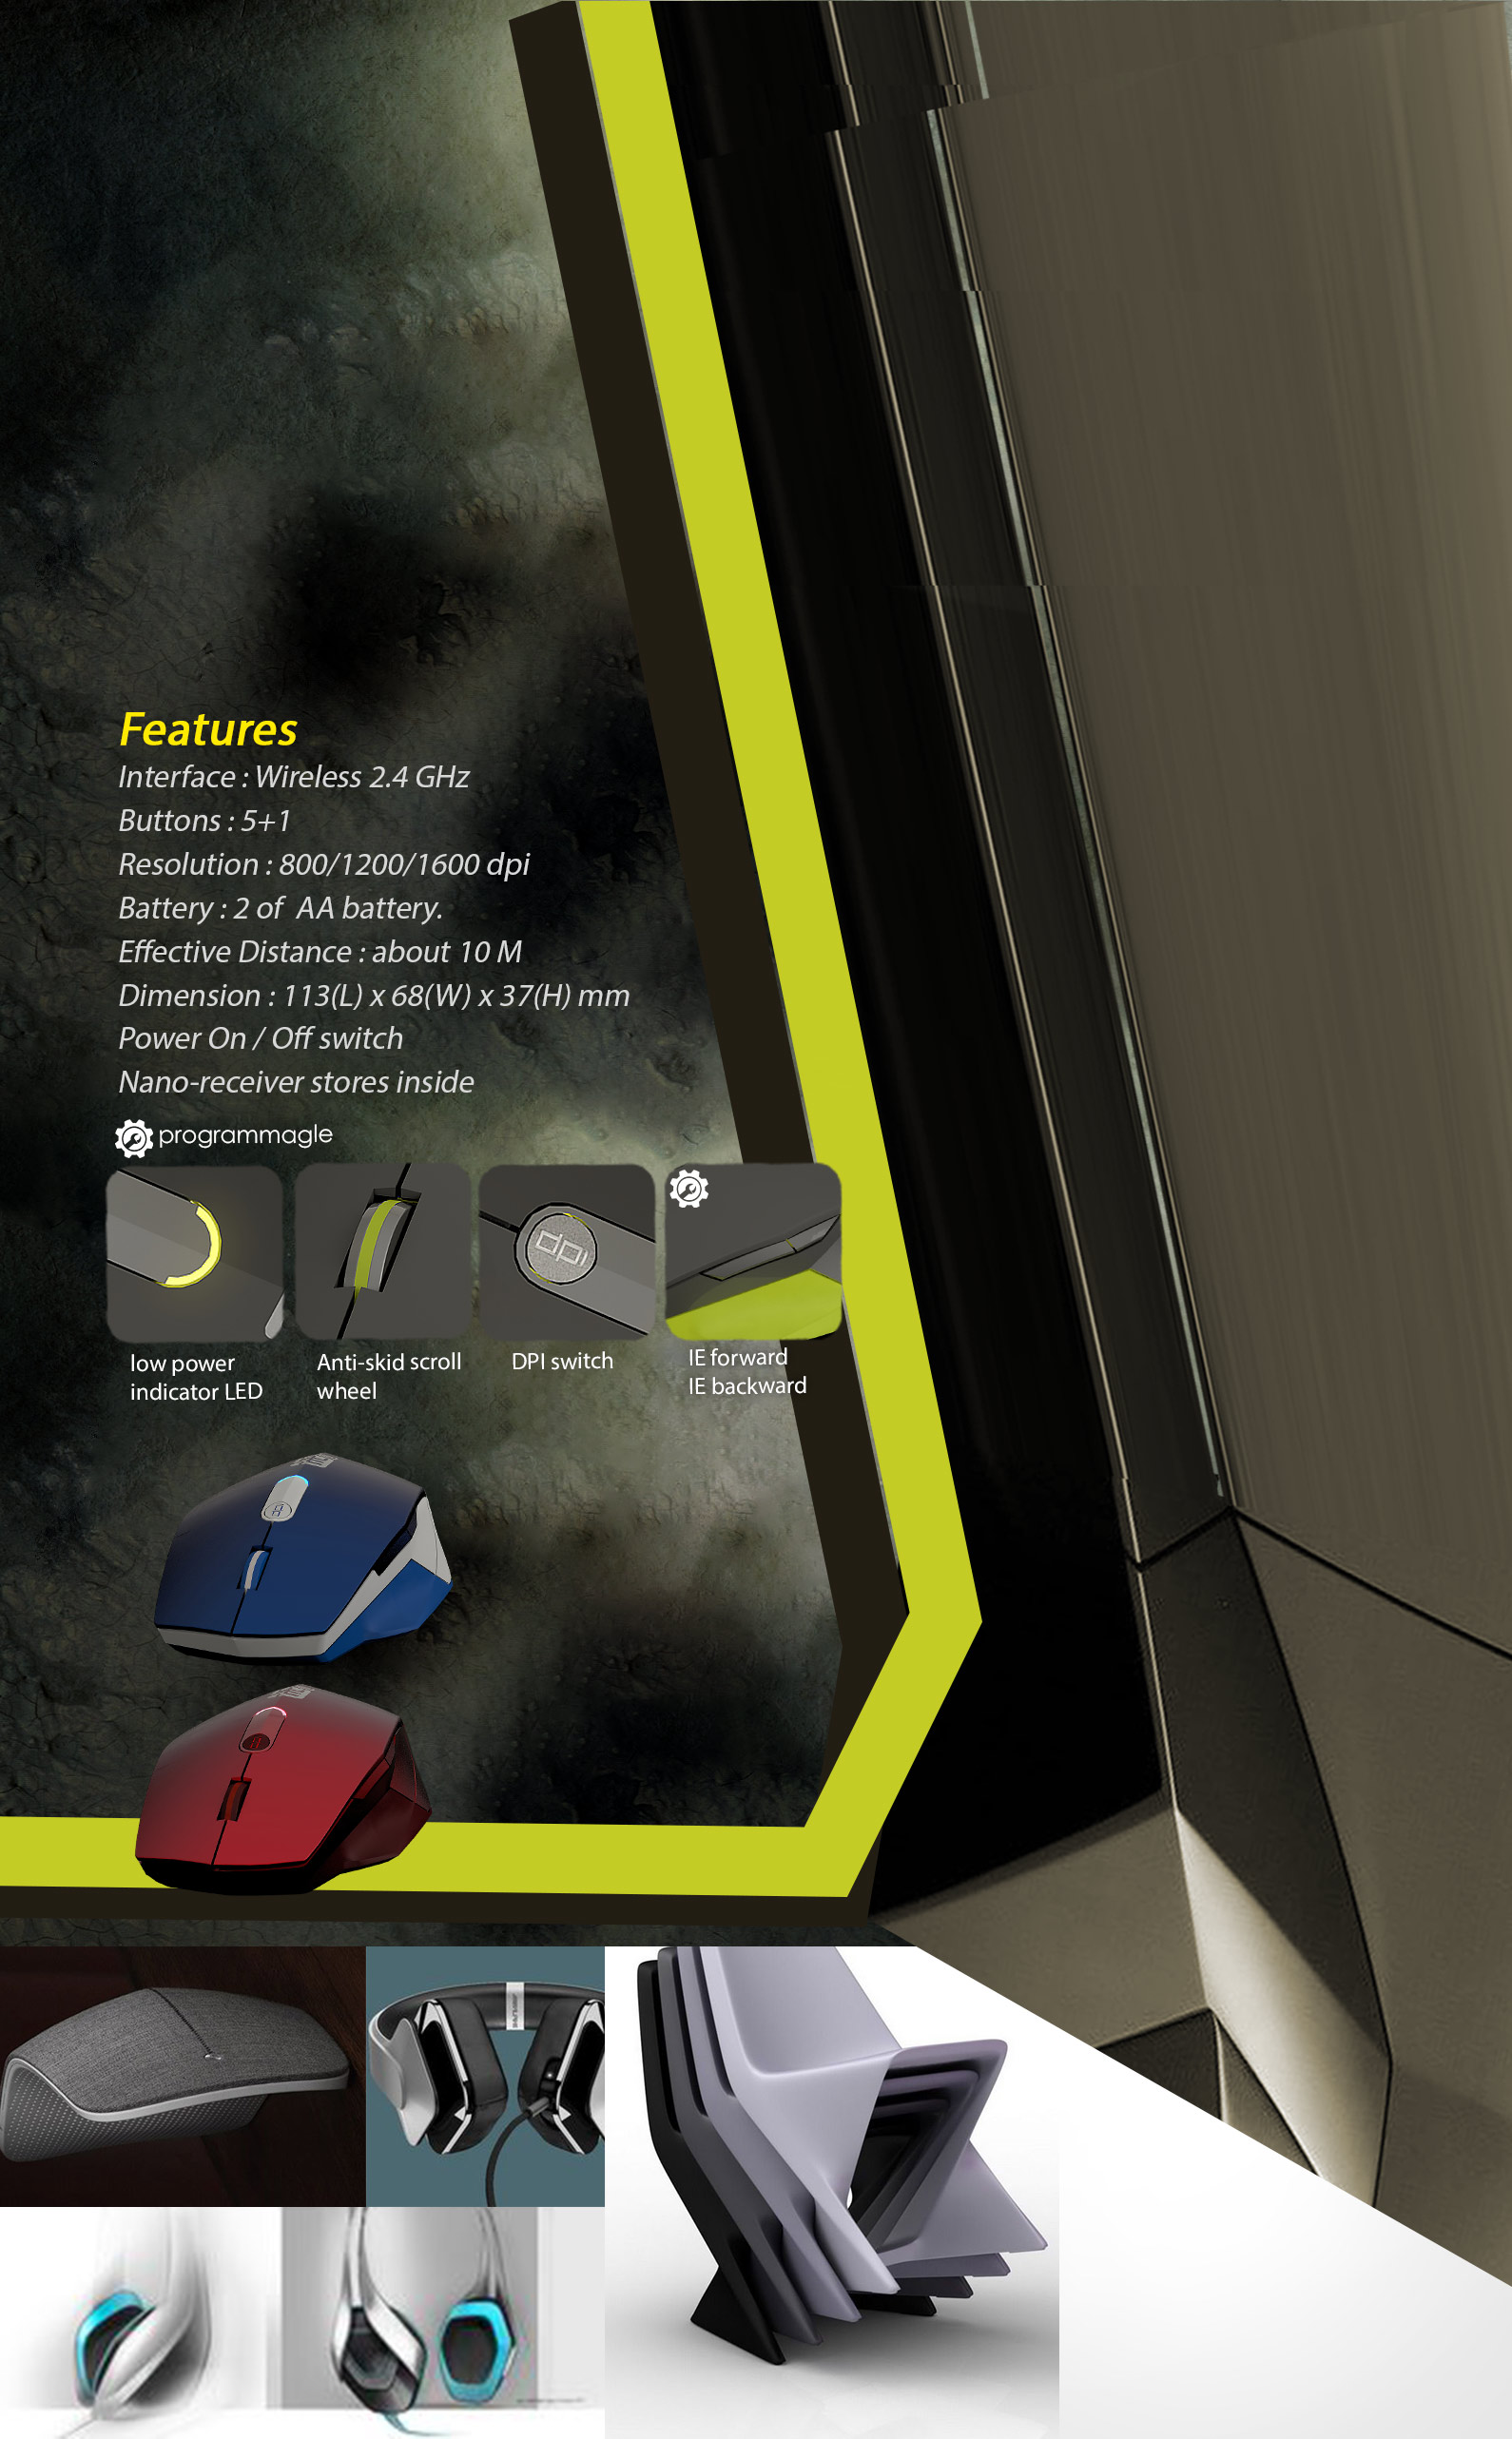 Features
Interface : Wireless 2.4 GHz
Buttons : 5+1
Resolution : 800/1200/1600 dpi
Battery : 2 of  AA battery.
Effective Distance : about 10 M
Dimension : 113(L) x 68(W) x 37(H) mm
Power On / Off switch
Nano-receiver stores inside
programmagle
dpi
low power
indicator LED
Anti-skid scroll
wheel
DPI switch
IE forward
IE backward